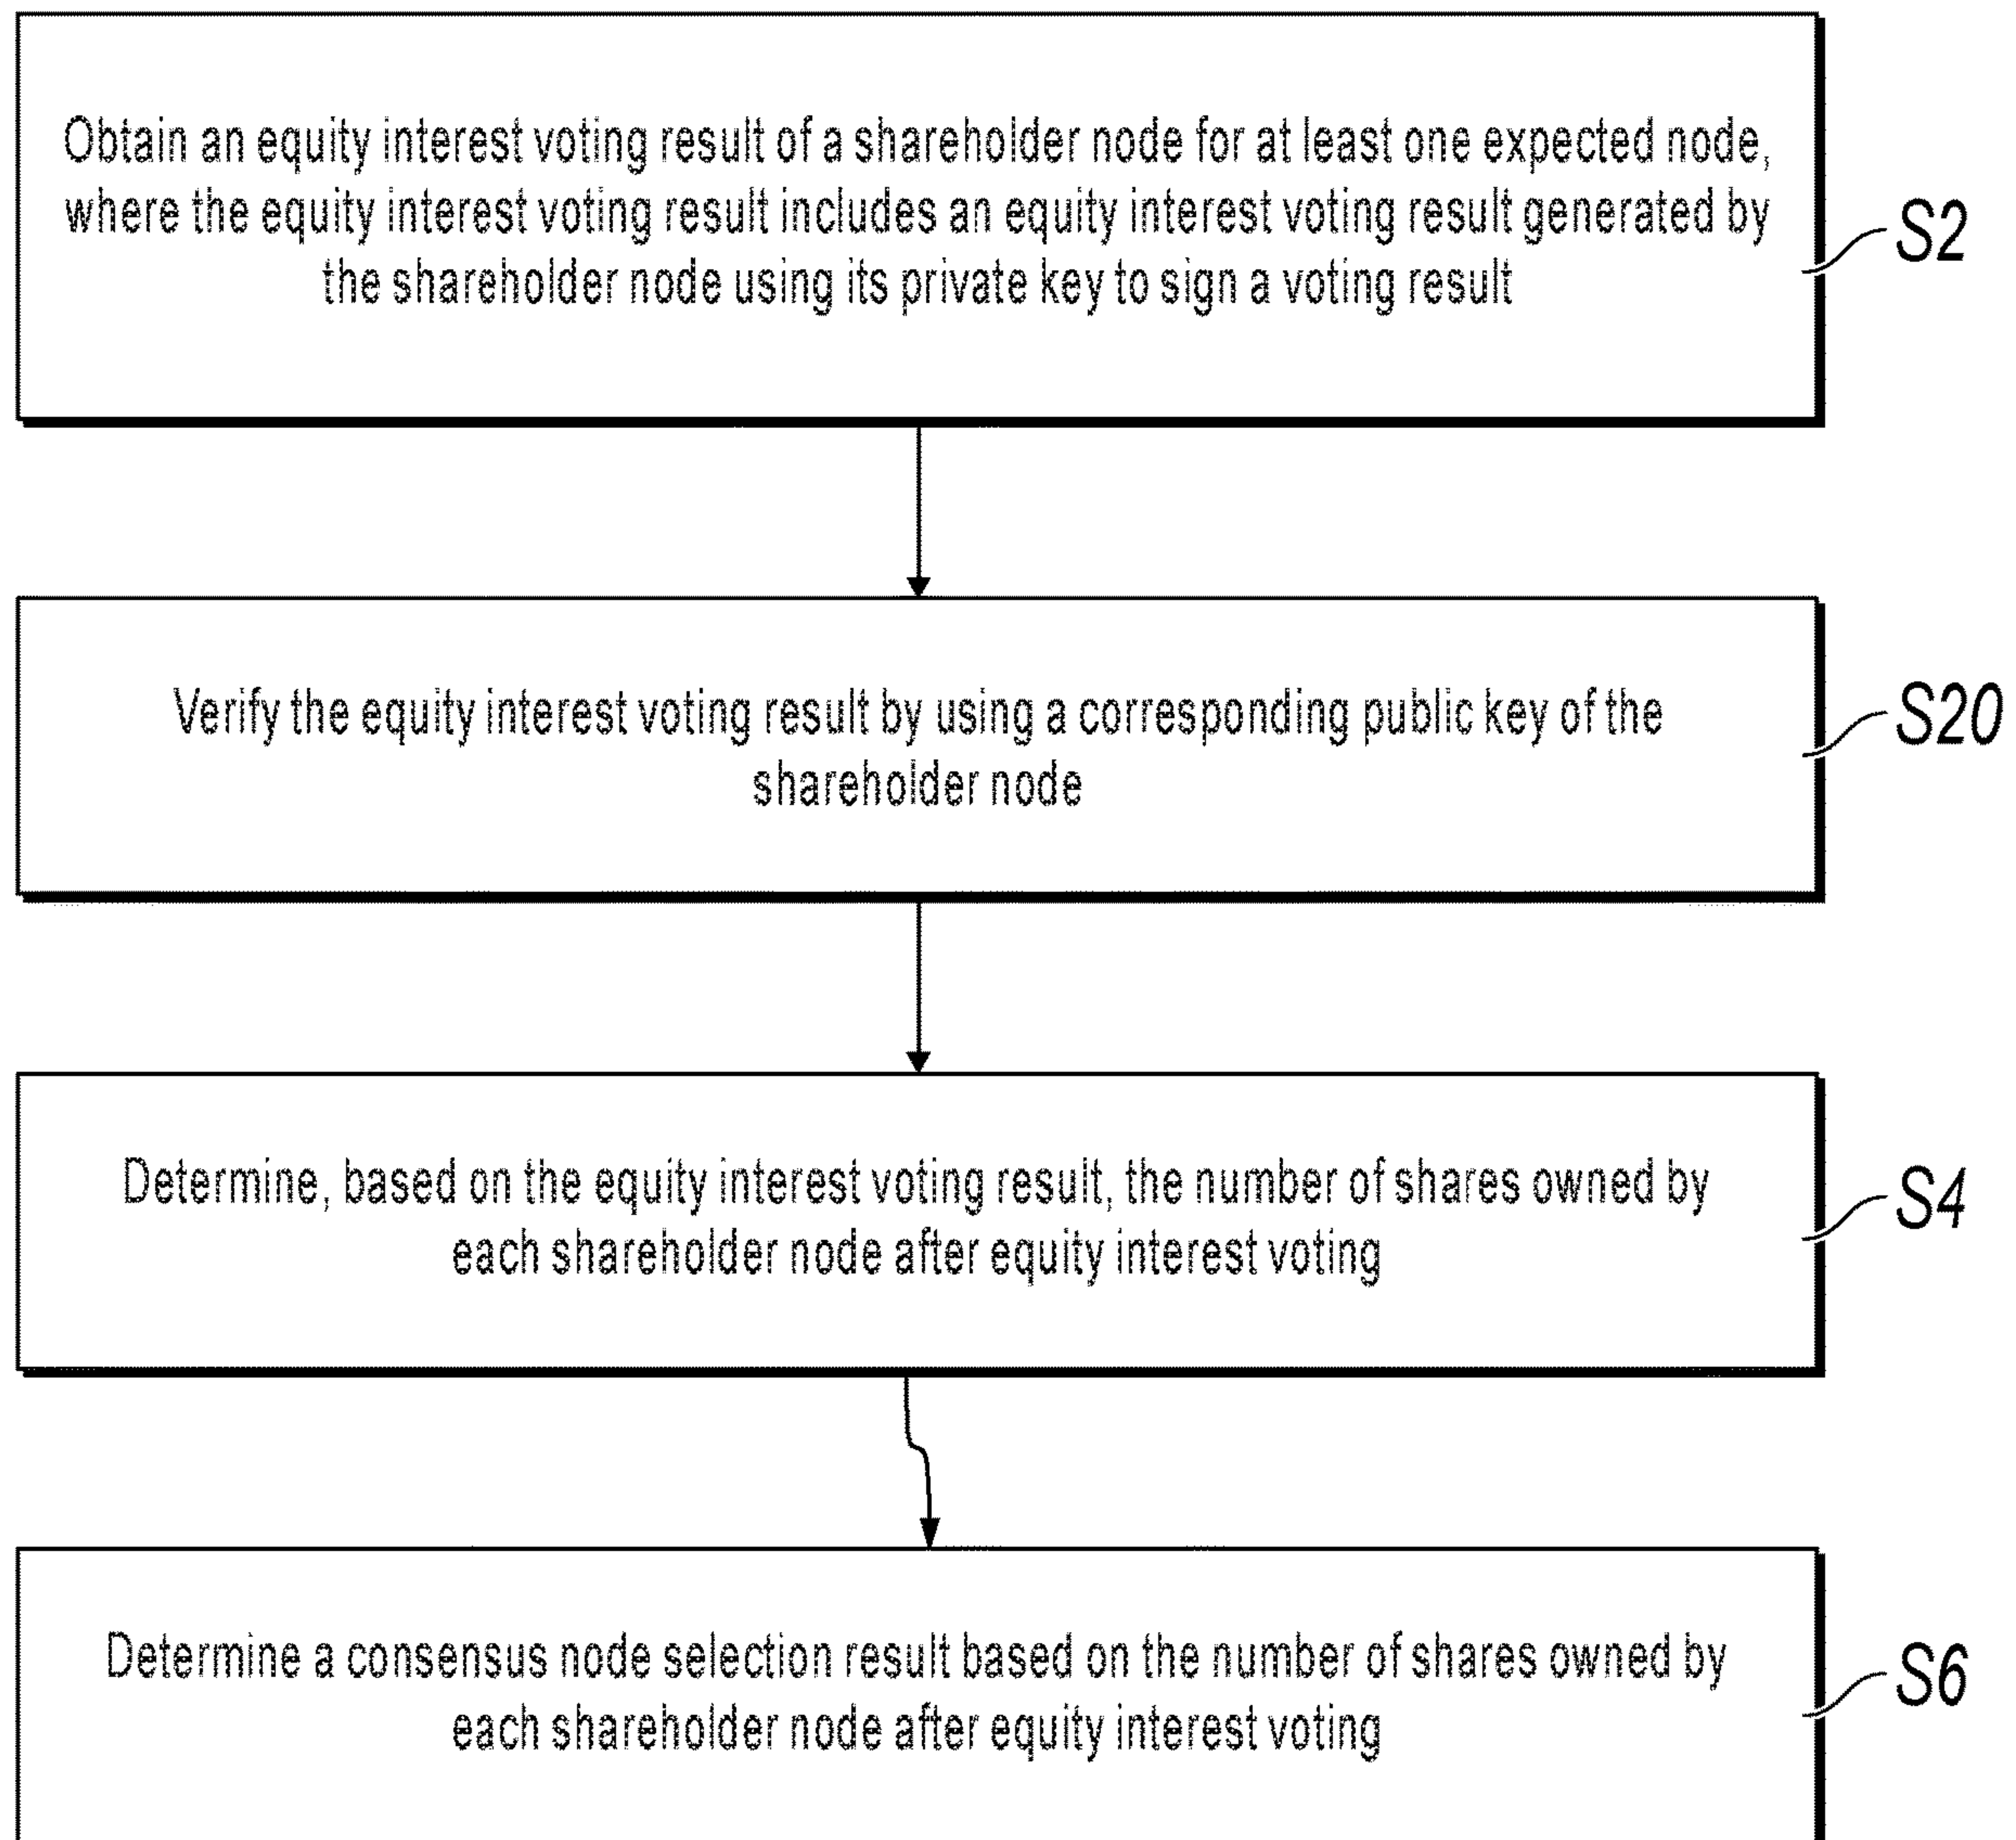 Obtain an equity interest voting result of a shareholder node for at least one expected node,
where the equity interest voting result includes an equity interest voting result generated by
the shareholder node using its private key to sign a voting result
S2
Verify the equity interest voting result by using a corresponding public key of the
shareholder node
S20
Determine, based on the equity interest voting result, the number of shares owned by
each shareholder node after equity interest voting
S4
Determine a consensus node selection result based on the number of shares owned by
each shareholder node after equity interest voting
S6